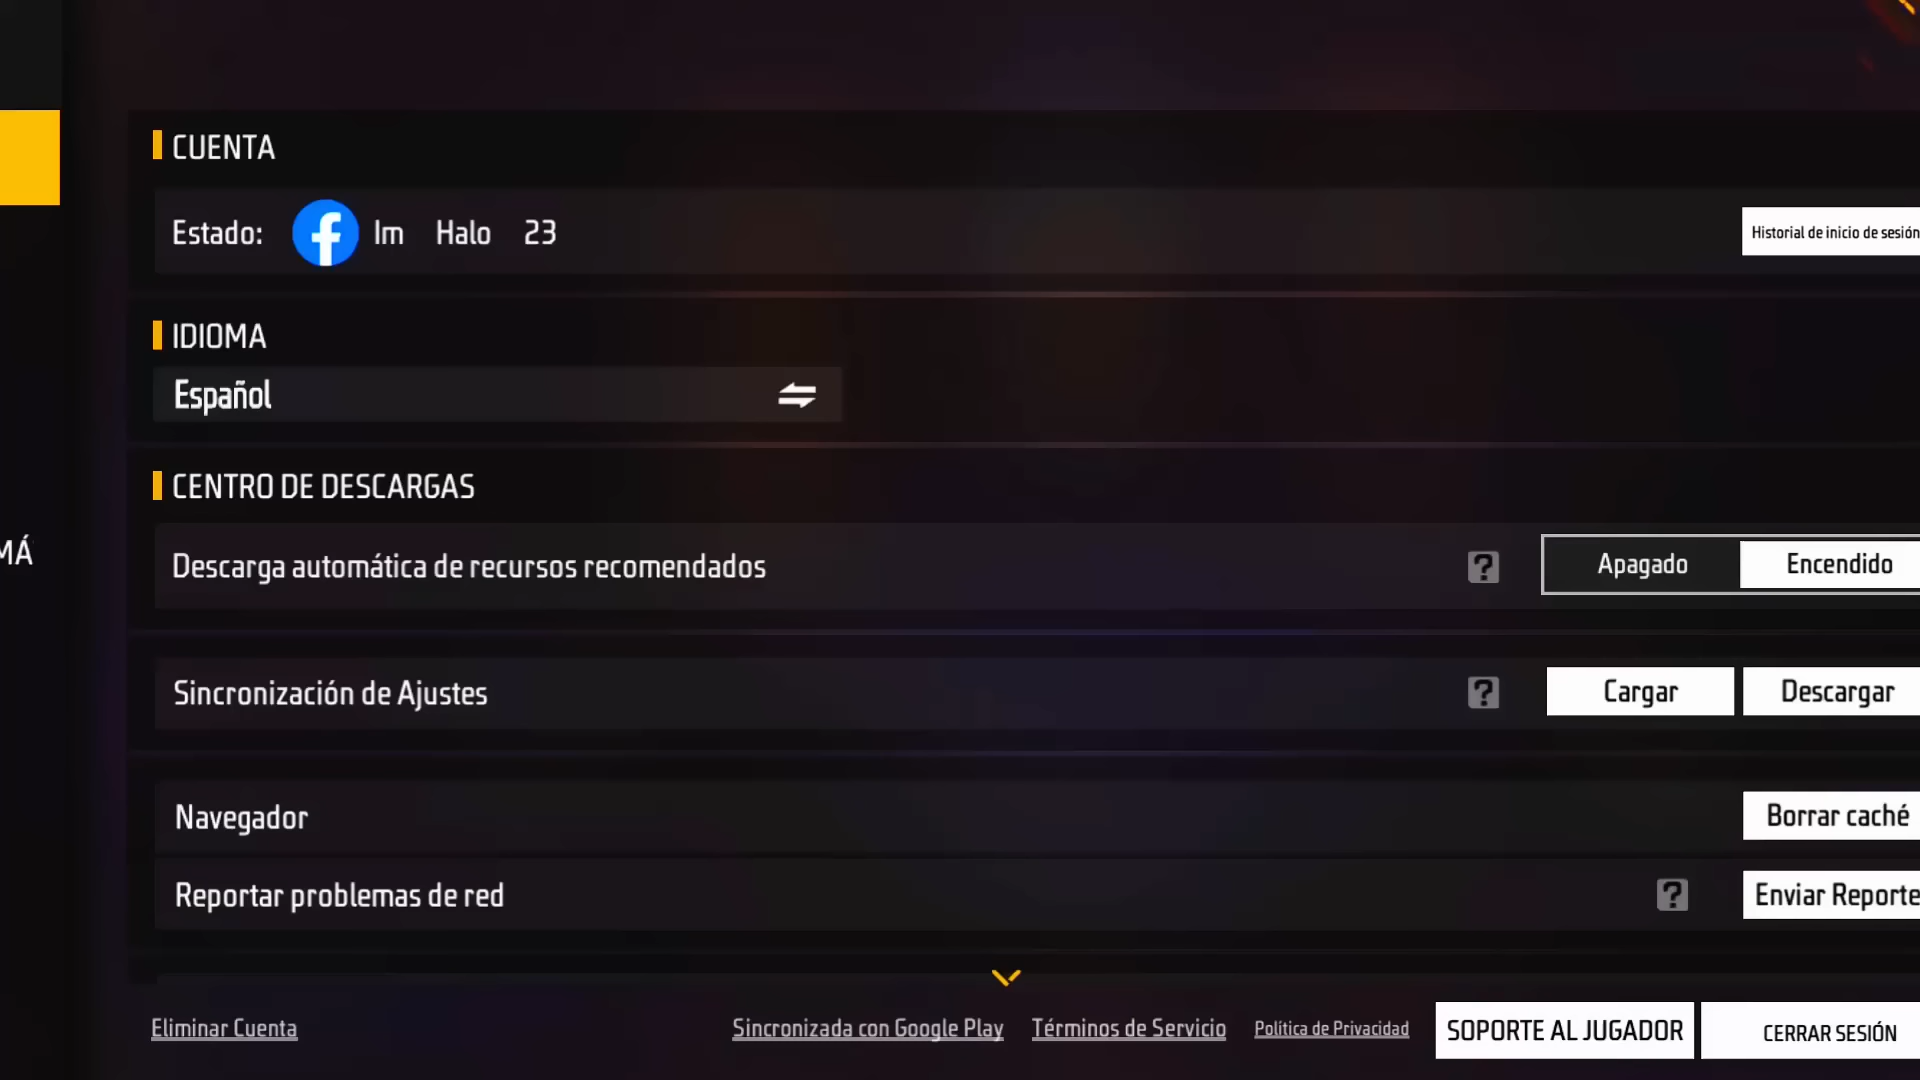 CUENTA
Estado: Im Halo 23
Historial de inicio de sesión
IDIOMA
Español
CENTRO DE DESCARGAS
MÁ
Descarga automática de recursos recomendados ? Apagado Encendido
Sincronización de Ajustes ? Cargar Descargar
Navegador Borrar caché
Reportar problemas de red ? Enviar Reporte
Eliminar Cuenta Sincronizada con Google Play Términos de Servicio Política de Privacidad SOPORTE AL JUGADOR CERRAR SESIÓN